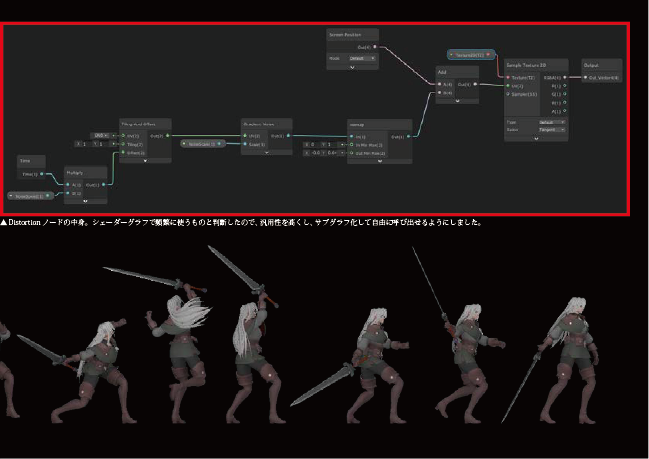 Screen Position
Out(4)
Mode
Default
Texture(T2)
Add
A(4)
Out(4)
B(4)
Sample Texture 2D
Texture(T2)
RGBA(4)
UV(2)
R(1)
Sampler(SS)
G(1)
B(1)
A(1)
Type
Default
Space
Tangent
Output
Out_Vector4(4)
Tiling And Offset
UV0
UV(2)
Out(2)
X 1 Y 1
Tiling(2)
Offset(2)
Gradient Noise
UV(2)
Out(1)
Scale(1)
Remap
In(1)
Out(1)
In Min Max(2)
Out Min Max(2)
Time
Time(1)
Multiply
A(1)
Out(1)
B(1)
▲Distortion ノードの中身。シェーダーグラフで頻繁に使うものと判断したので、汎用性を高くし、サブグラフ化して自由に呼び出せるようにしました。